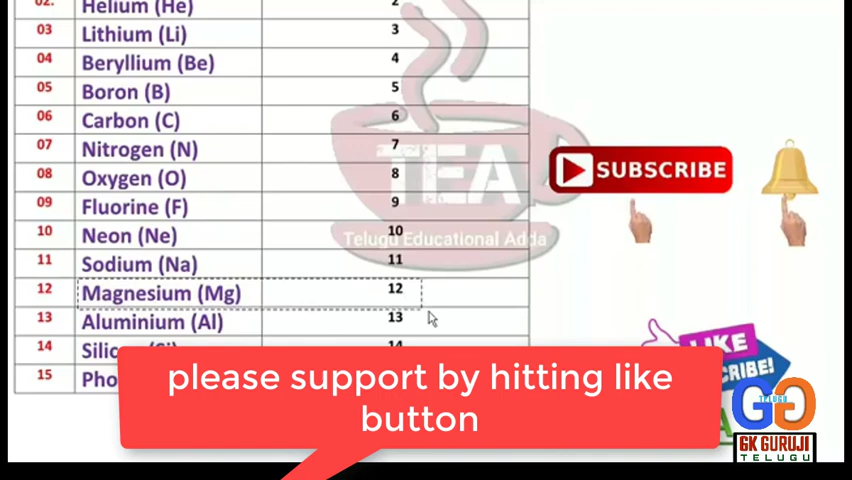 02. Helium (He) 2
03 Lithium (Li) 3
04 Beryllium (Be) 4
05 Boron (B) 5
06 Carbon (C) 6
07 Nitrogen (N) 7
08 Oxygen (O) 8
09 Fluorine (F) 9
10 Neon (Ne) 10
11 Sodium (Na) 11
12 Magnesium (Mg) 12
13 Aluminium (Al) 13
14
15
TEA
Telugu Educational Adda
SUBSCRIBE
LIKE
please support by hitting like
button
TELUGU
GG
GK GURUJI
TELUGU